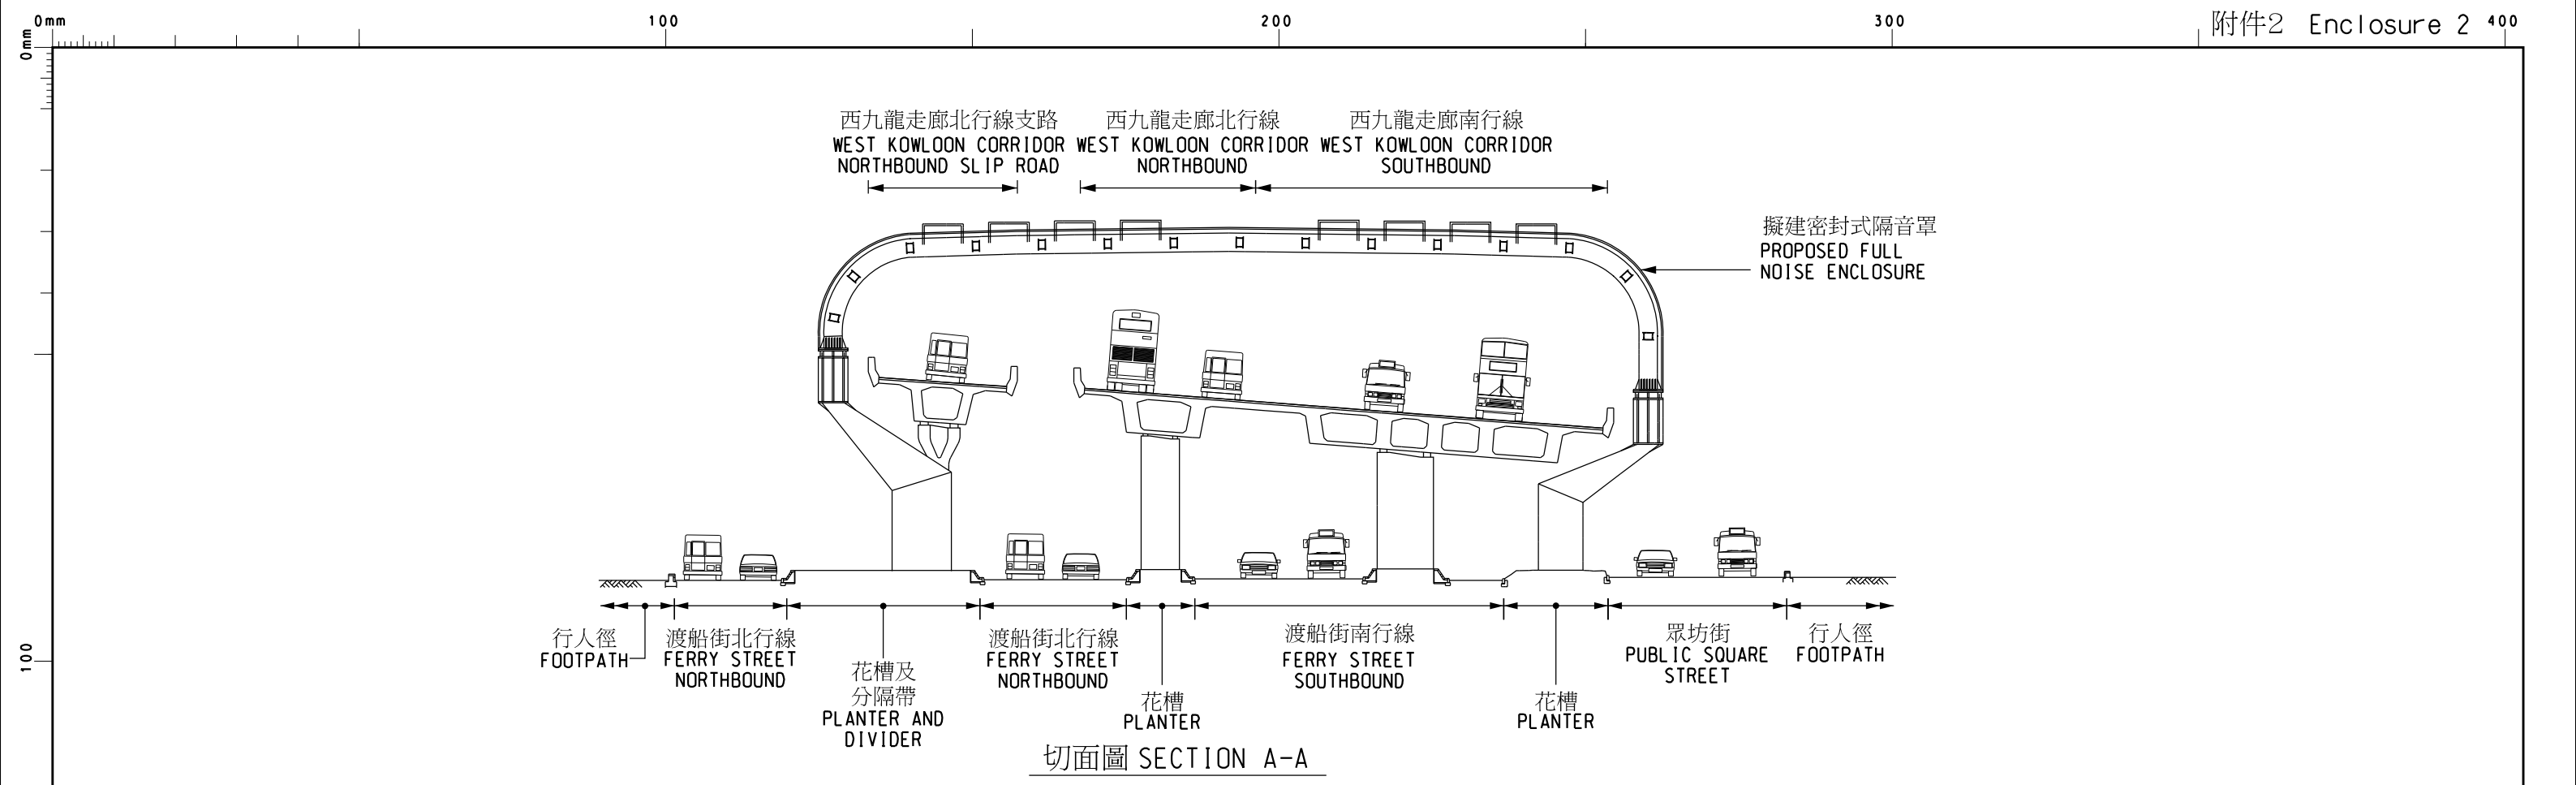 0mm
100
200
300
400
附件2 Enclosure 2
0mm
100
西九龍走廊北行線支路
WEST KOWLOON CORRIDOR
NORTHBOUND SLIP ROAD
西九龍走廊北行線
WEST KOWLOON CORRIDOR
NORTHBOUND
西九龍走廊南行線
WEST KOWLOON CORRIDOR
SOUTHBOUND
擬建密封式隔音罩
PROPOSED FULL
NOISE ENCLOSURE
行人徑
FOOTPATH
渡船街北行線
FERRY STREET
NORTHBOUND
花槽及
分隔帶
PLANTER AND
DIVIDER
渡船街北行線
FERRY STREET
NORTHBOUND
花槽
PLANTER
渡船街南行線
FERRY STREET
SOUTHBOUND
花槽
PLANTER
眾坊街
PUBLIC SQUARE
STREET
行人徑
FOOTPATH
切面圖 SECTION A-A